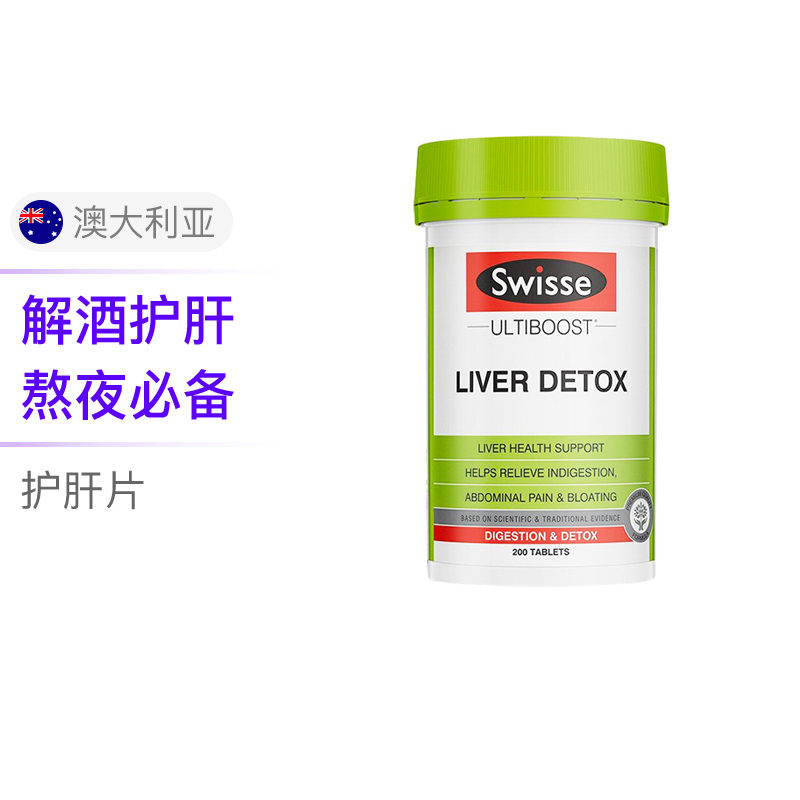 澳大利亚
解酒护肝
熬夜必备
护肝片
Swisse
ULTIBOOST
LIVER DETOX
LIVER HEALTH SUPPORT
HELPS RELIEVE INDIGESTION,
ABDOMINAL PAIN & BLOATING
BASED ON SCIENTIFIC & TRADITIONAL EVIDENCE
DIGESTION & DETOX
200 TABLETS